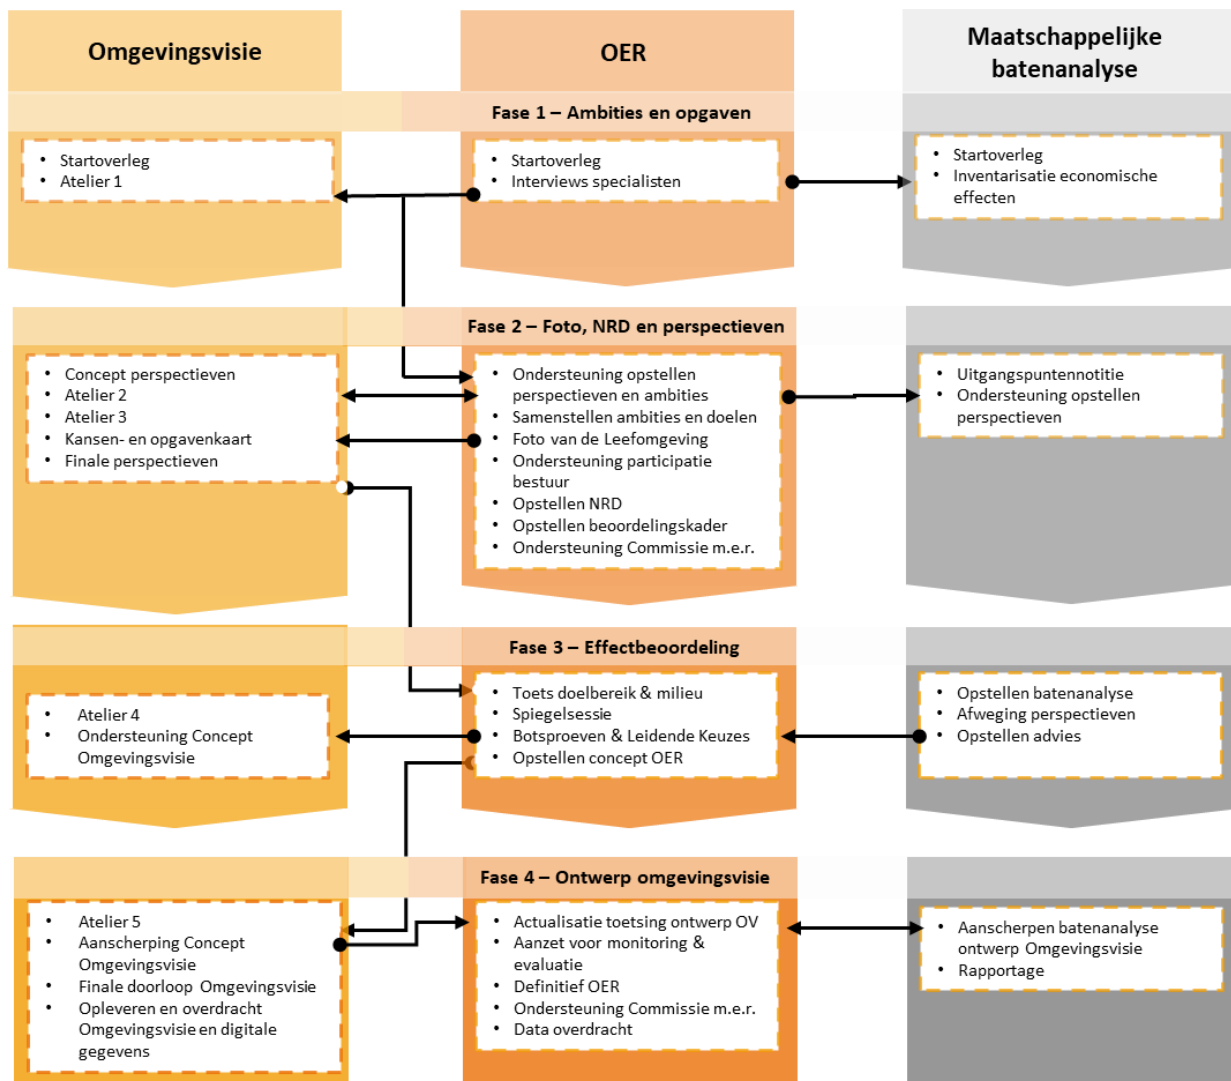 Omgevingsvisie
OER
Maatschappelijke
batenanalyse
Fase 1 – Ambities en opgaven
• Startoverleg
• Atelier 1
• Startoverleg
• Interviews specialisten
• Startoverleg
• Inventarisatie economische
effecten
Fase 2 – Foto, NRD en perspectieven
• Concept perspectieven
• Atelier 2
• Atelier 3
• Kansen- en opgavenkaart
• Finale perspectieven
• Ondersteuning opstellen
perspectieven en ambities
• Samenstellen ambities en doelen
• Foto van de Leefomgeving
• Ondersteuning participatie
bestuur
• Opstellen NRD
• Opstellen beoordelingskader
• Ondersteuning Commissie m.e.r.
• Uitgangspuntennotitie
• Ondersteuning opstellen
perspectieven
Fase 3 – Effectbeoordeling
• Atelier 4
• Ondersteuning Concept
Omgevingsvisie
• Toets doelbereik & milieu
• Spiegelsessie
• Botsproeven & Leidende Keuzes
• Opstellen concept OER
• Opstellen batenanalyse
• Afweging perspectieven
• Opstellen advies
Fase 4 – Ontwerp omgevingsvisie
• Atelier 5
• Aanscherping Concept
Omgevingsvisie
• Finale doorloop Omgevingsvisie
• Opleveren en overdracht
Omgevingsvisie en digitale
gegevens
• Actualisatie toetsing ontwerp OV
• Aanzet voor monitoring &
evaluatie
• Definitief OER
• Ondersteuning Commissie m.e.r.
• Data overdracht
• Aanscherpen batenanalyse
ontwerp Omgevingsvisie
• Rapportage